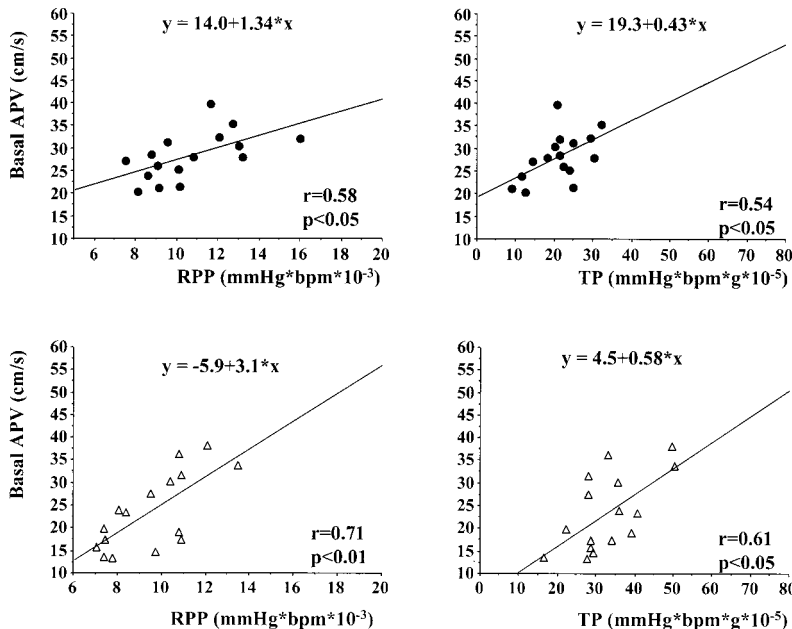 y = 14.0+1.34*x
Basal APV (cm/s)
60
55
50
45
40
35
30
25
20
15
10
r=0.58
p<0.05
6 8 10 12 14 16 18 20
RPP (mmHg*bpm*10-3)
y = 19.3+0.43*x
60
55
50
45
40
35
30
25
20
15
10
r=0.54
p<0.05
0 10 20 30 40 50 60 70 80
TP (mmHg*bpm*g*10-5)
y = -5.9+3.1*x
Basal APV (cm/s)
60
55
50
45
40
35
30
25
20
15
10
r=0.71
p<0.01
6 8 10 12 14 16 18 20
RPP (mmHg*bpm*10-3)
y = 4.5+0.58*x
60
55
50
45
40
35
30
25
20
15
10
r=0.61
p<0.05
0 10 20 30 40 50 60 70 80
TP (mmHg*bpm*g*10-5)